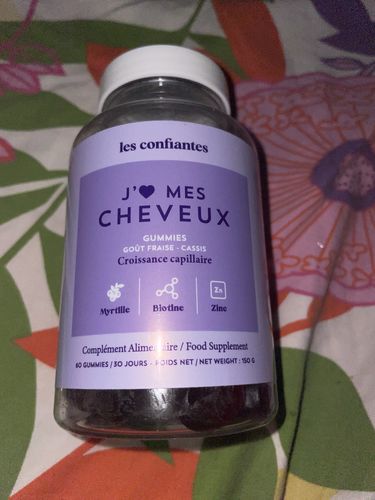 les confiantes
J'♥ MES
CHEVEUX
GUMMIES
GOÛT FRAISE - CASSIS
Croissance capillaire
Zn
Myrtille
Biotine
Zinc
Complément Alimentaire / Food Supplement
60 GUMMIES / 30 JOURS - POIDS NET / NET WEIGHT : 150 G